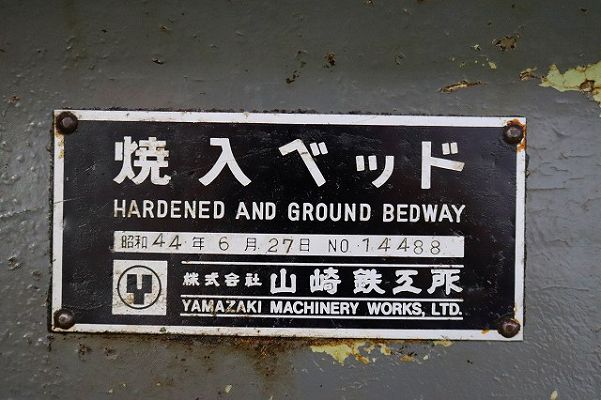 焼入ベッド
HARDENED AND GROUND BEDWAY
昭和44年6月27日 NO 14488
Y
株式会社 山崎鉄工所
YAMAZAKI MACHINERY WORKS, LTD.